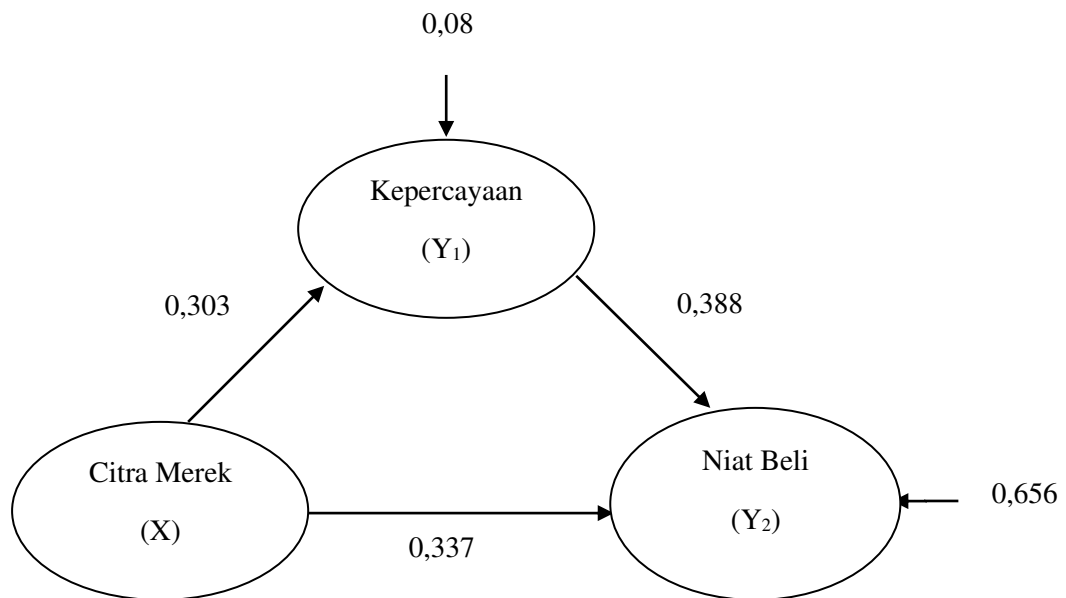 0,08
Kepercayaan
(Y₁)
0,303
0,388
Citra Merek
(X)
Niat Beli
(Y₂)
0,656
0,337